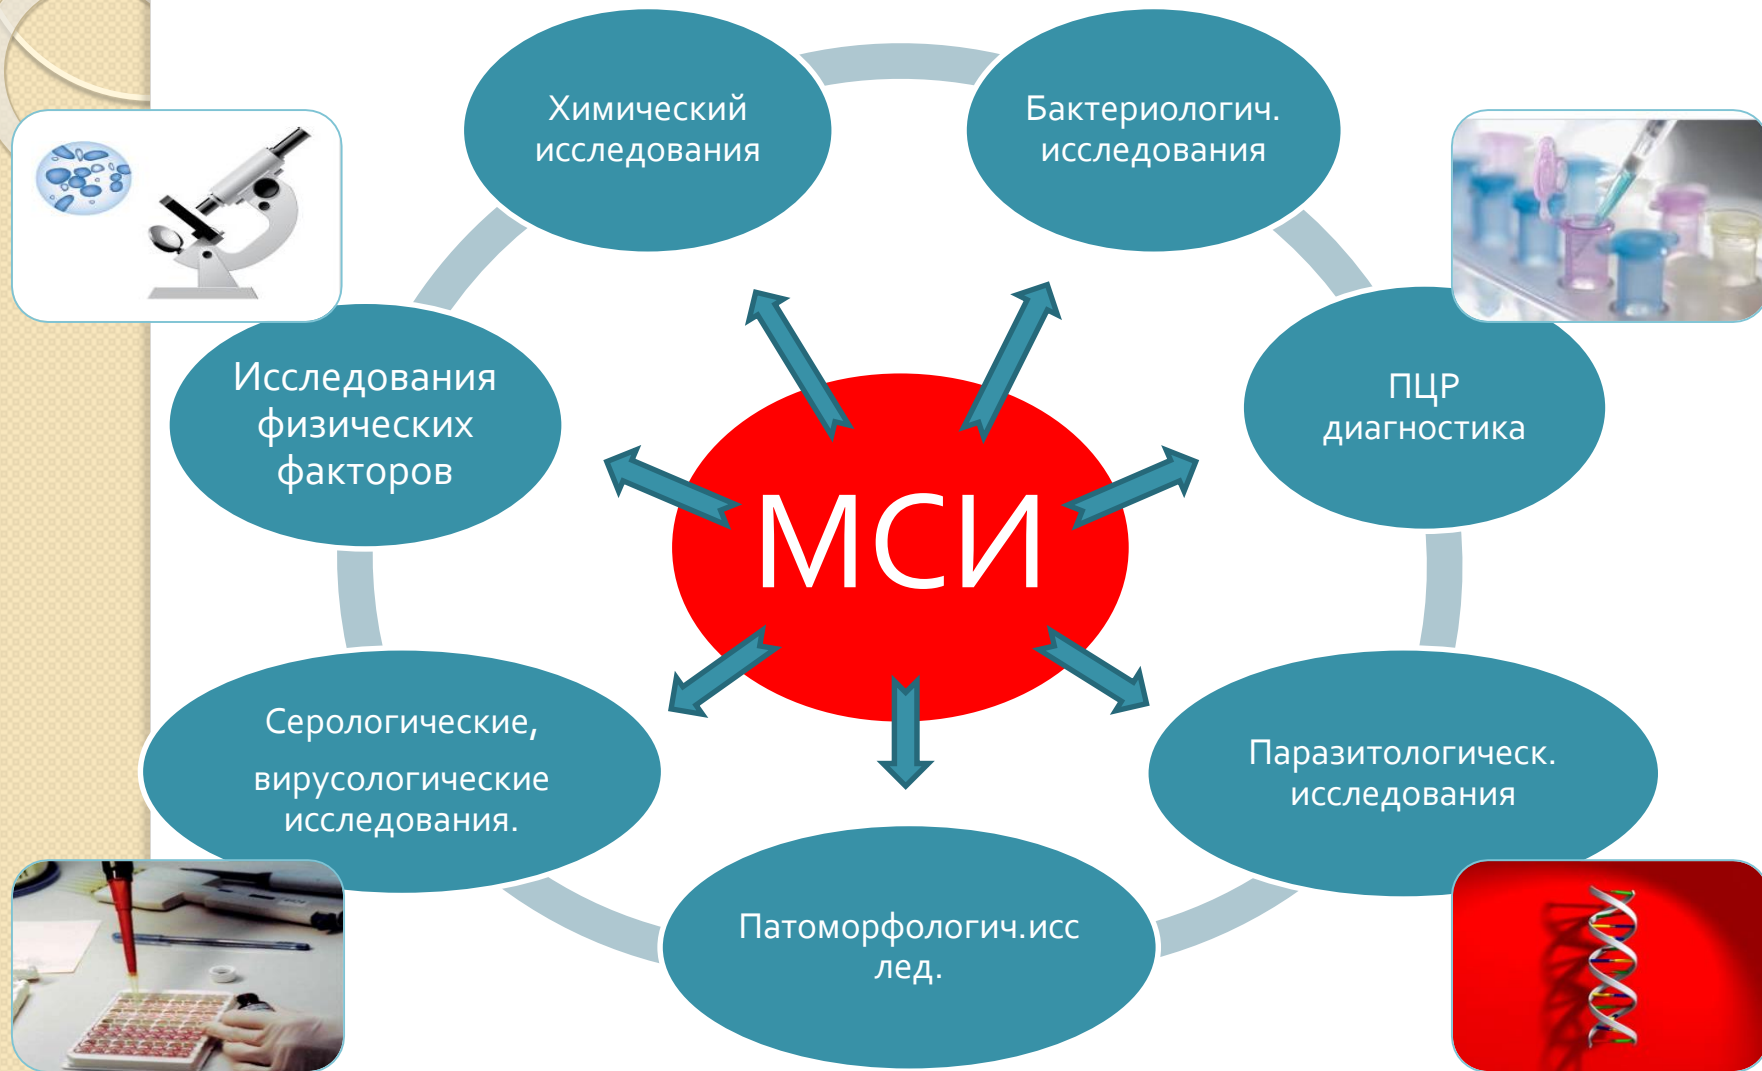 Химический
исследования
Бактериологич.
исследования
Исследования
физических
факторов
ПЦР
диагностика
МСИ
Серологические,
вирусологические
исследования.
Паразитологическ.
исследования
Патоморфологич.исс
лед.